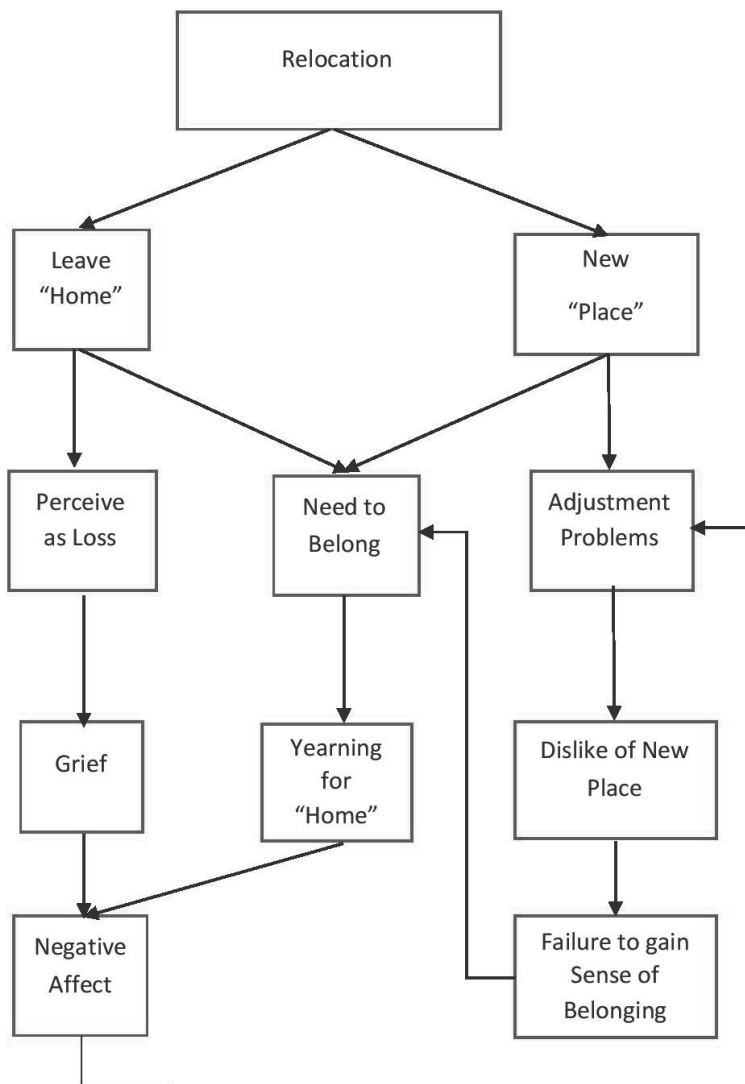 Relocation
Leave
“Home”
New
“Place”
Perceive
as Loss
Need to
Belong
Adjustment
Problems
Grief
Yearning
for
“Home”
Dislike of New
Place
Negative
Affect
Failure to gain
Sense of
Belonging